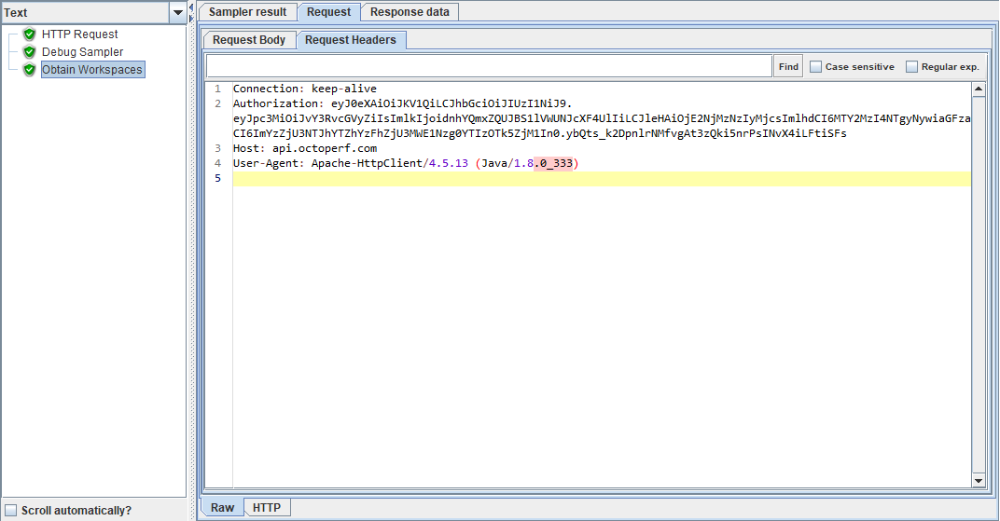 Text
HTTP Request
Debug Sampler
Obtain Workspaces
Scroll automatically?
Sampler result Request Response data
Request Body Request Headers
Find Case sensitive Regular exp.
1 Connection: keep-alive
2 Authorization: eyJ0eXAiOiJKV1QiLCJhbGciOiJIUzI1NiJ9.
eyJpc3MiOiJvY3RvcGVyZiIsImlkIjoidnhYQmxZQUJBS1lVWUNJcXF4UlIiLCJleHAiOjE2NjMzNzIyMjcsImlhdCI6MTY2MzI4NTgyNywiaGFza
CI6ImYzZjU3NTJhYTZhYzFhZjU3MWE1Nzg0YTIzOTk5ZjM1In0.ybQts_k2DpnlrNMfvgAt3zQki5nrPsINvX4iLFtiSFs
3 Host: api.octoperf.com
4 User-Agent: Apache-HttpClient/4.5.13 (Java/1.8.0_333)
5
Raw HTTP